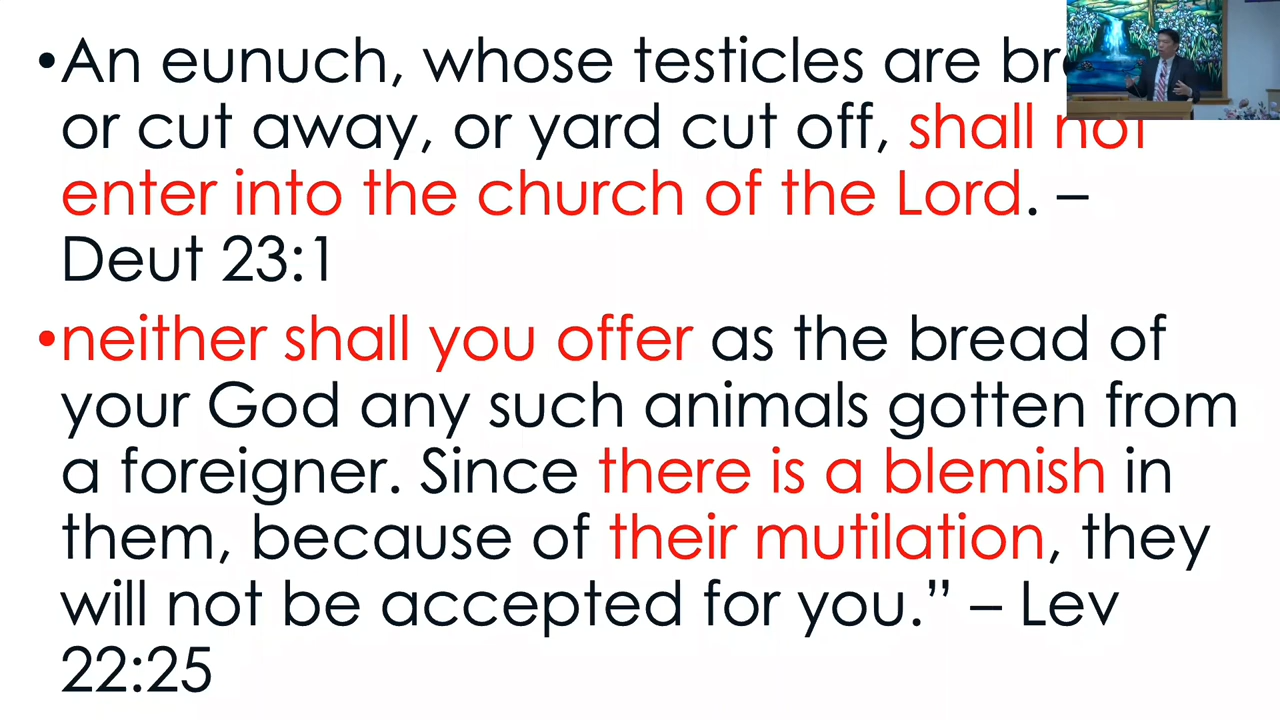 •An eunuch, whose testicles are
or cut away, or yard cut off, shall not
enter into the church of the Lord. –
Deut 23:1
•neither shall you offer as the bread of
your God any such animals gotten from
a foreigner. Since there is a blemish in
them, because of their mutilation, they
will not be accepted for you.” – Lev
22:25